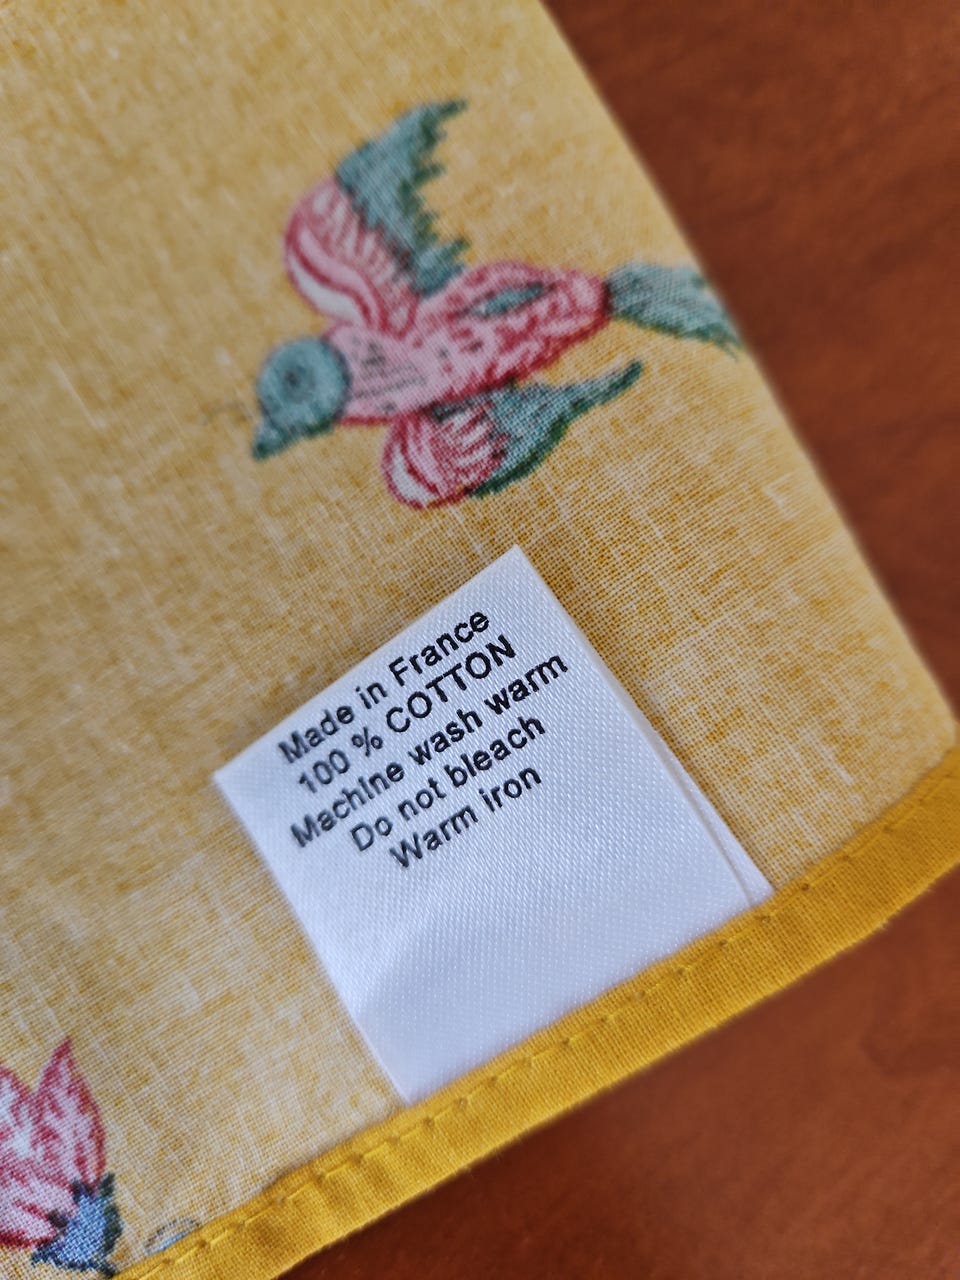 Made in France
100 % COTTON
Machine wash warm
Do not bleach
Warm iron